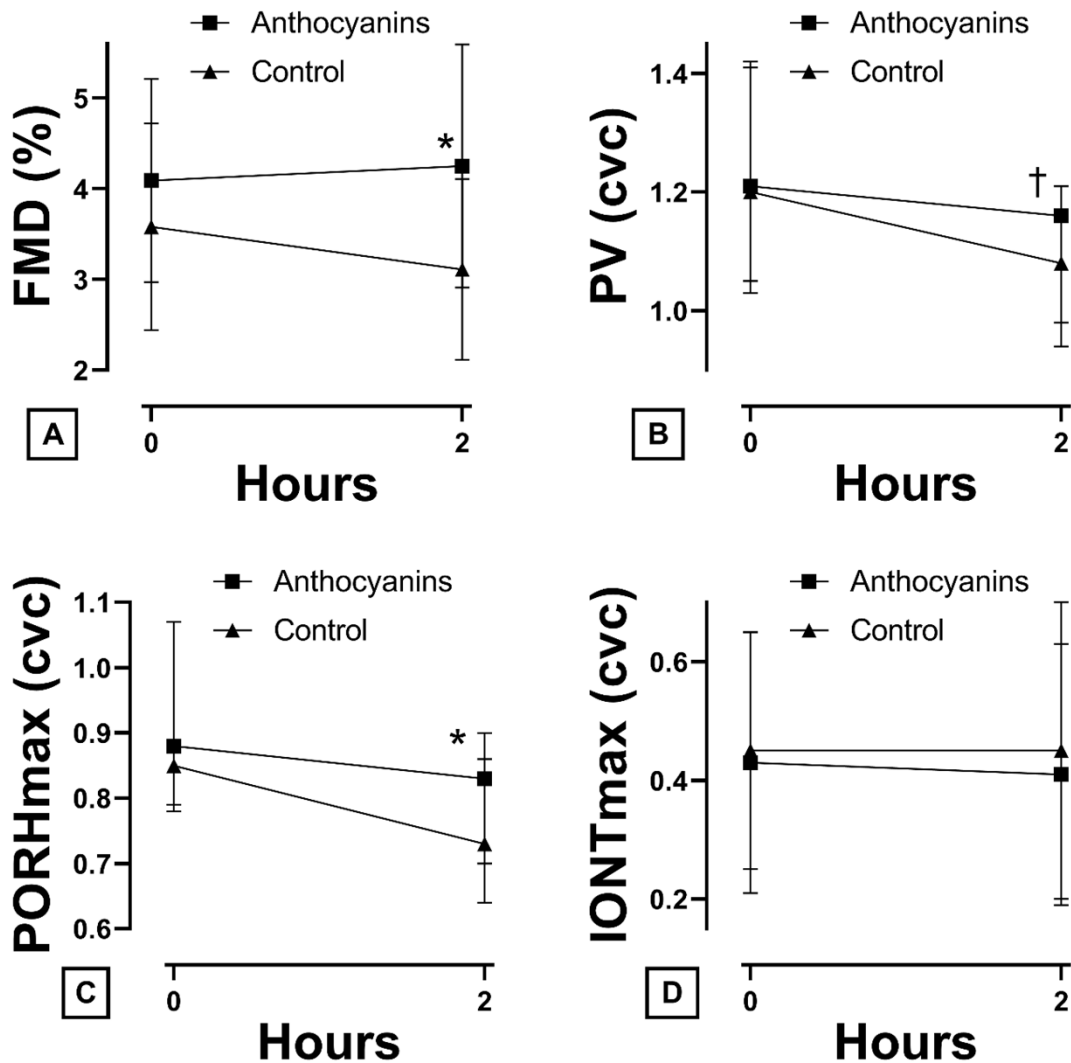 Anthocyanins
Control
FMD (%)
5
4
3
2
A
0
2
Hours
*
Anthocyanins
Control
PV (cvc)
1.4
1.2
1.0
B
0
2
Hours
†
Anthocyanins
Control
PORHmax (cvc)
1.1
1.0
0.9
0.8
0.7
0.6
C
0
2
Hours
*
Anthocyanins
Control
IONTmax (cvc)
0.6
0.4
0.2
D
0
2
Hours